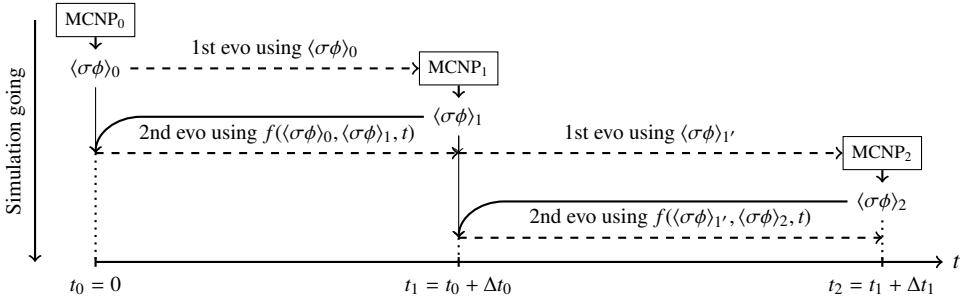 MCNP₀
⟨σϕ⟩₀
1st evo using ⟨σϕ⟩₀
MCNP₁
⟨σϕ⟩₁
2nd evo using f(⟨σϕ⟩₀, ⟨σϕ⟩₁, t)
1st evo using ⟨σϕ⟩₁′
MCNP₂
⟨σϕ⟩₂
2nd evo using f(⟨σϕ⟩₁′, ⟨σϕ⟩₂, t)
Simulation going
t
t₀ = 0
t₁ = t₀ + Δt₀
t₂ = t₁ + Δt₁